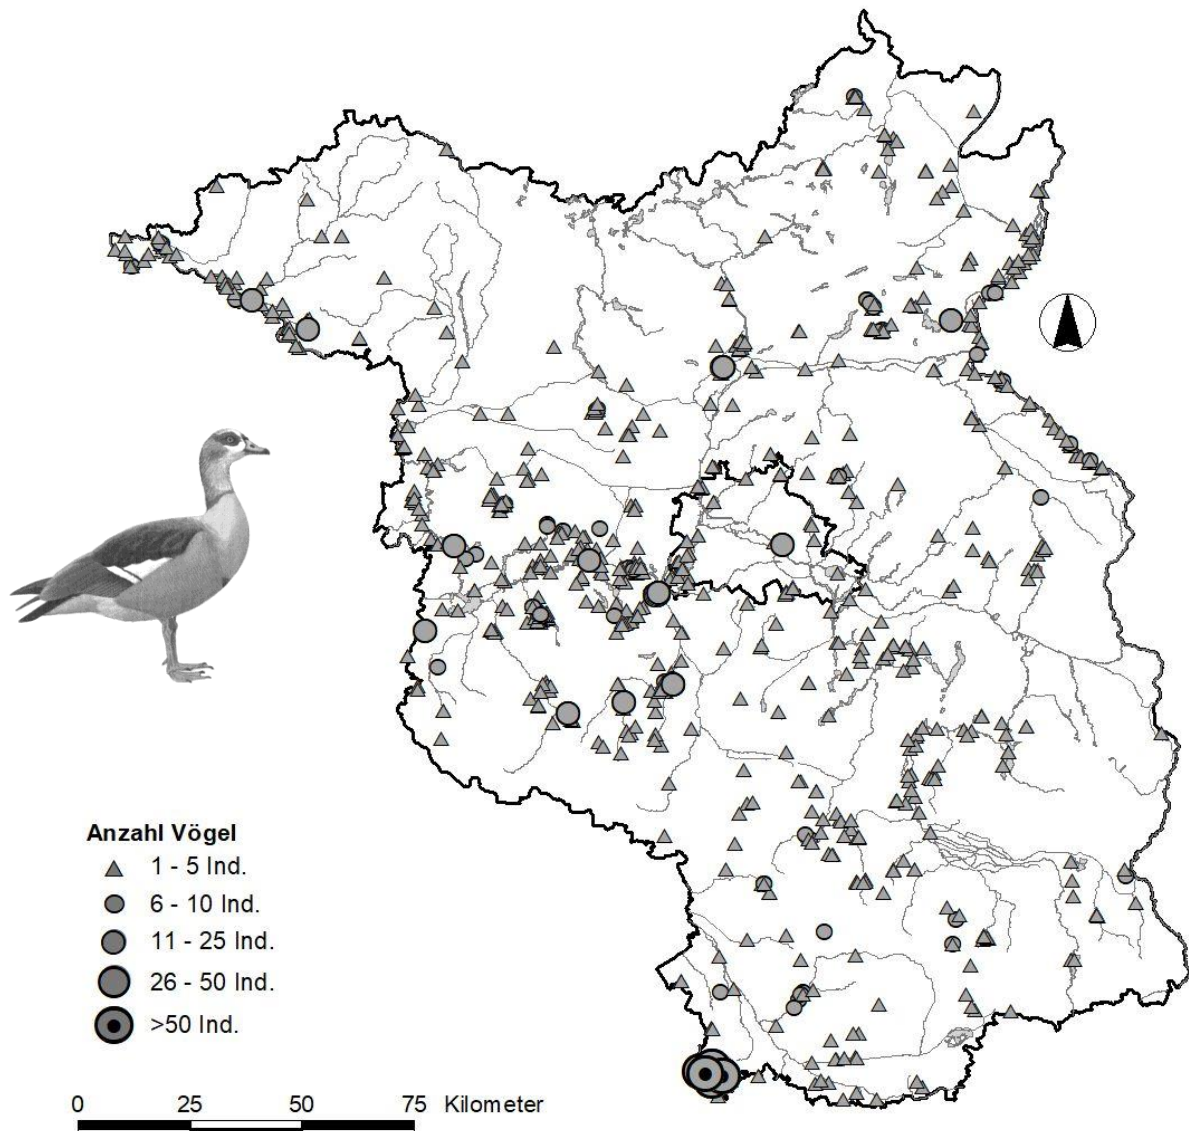 Anzahl Vögel
1 - 5 Ind.
6 - 10 Ind.
11 - 25 Ind.
26 - 50 Ind.
>50 Ind.
0 25 50 75 Kilometer